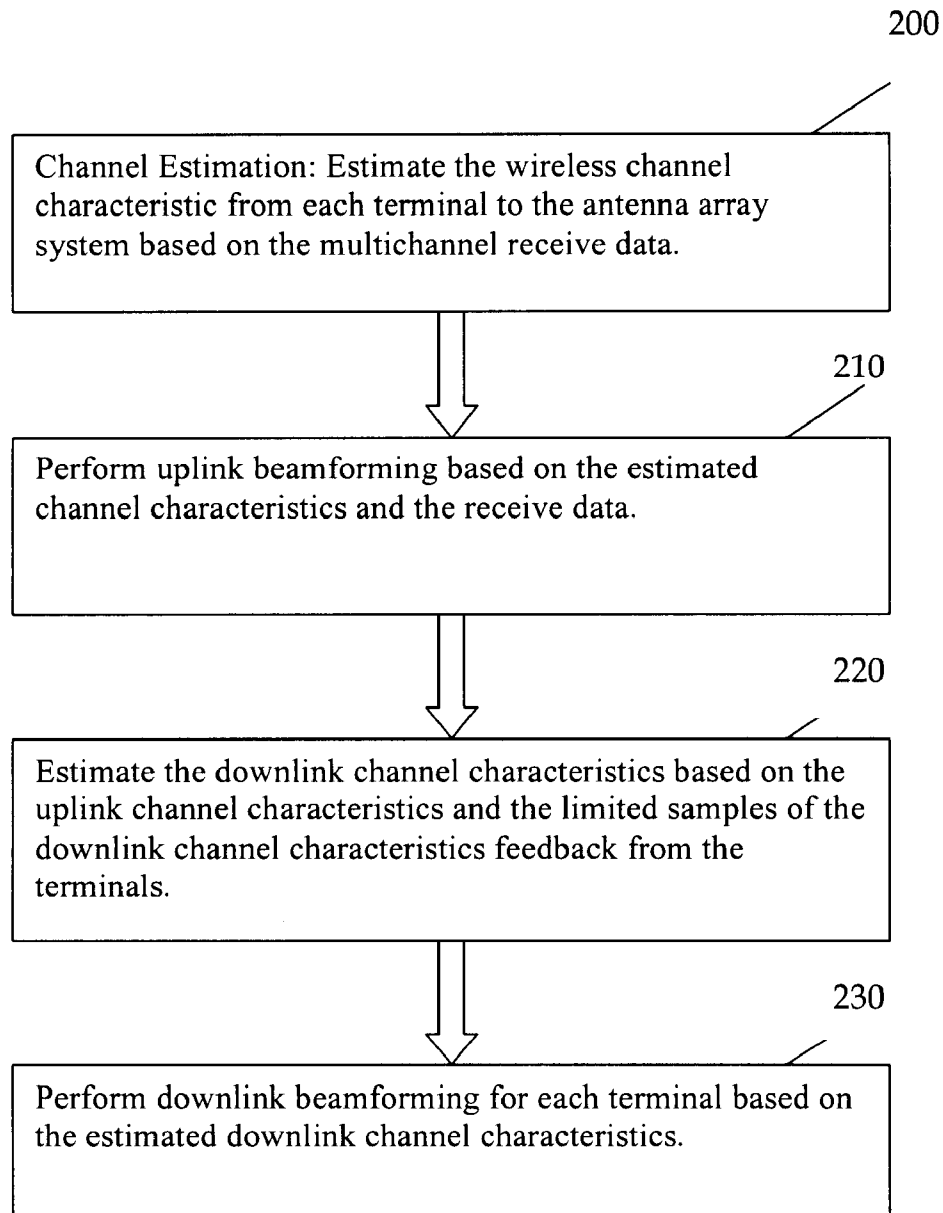 200
Channel Estimation: Estimate the wireless channel
characteristic from each terminal to the antenna array
system based on the multichannel receive data.
210
Perform uplink beamforming based on the estimated
channel characteristics and the receive data.
220
Estimate the downlink channel characteristics based on the
uplink channel characteristics and the limited samples of the
downlink channel characteristics feedback from the
terminals.
230
Perform downlink beamforming for each terminal based on
the estimated downlink channel characteristics.